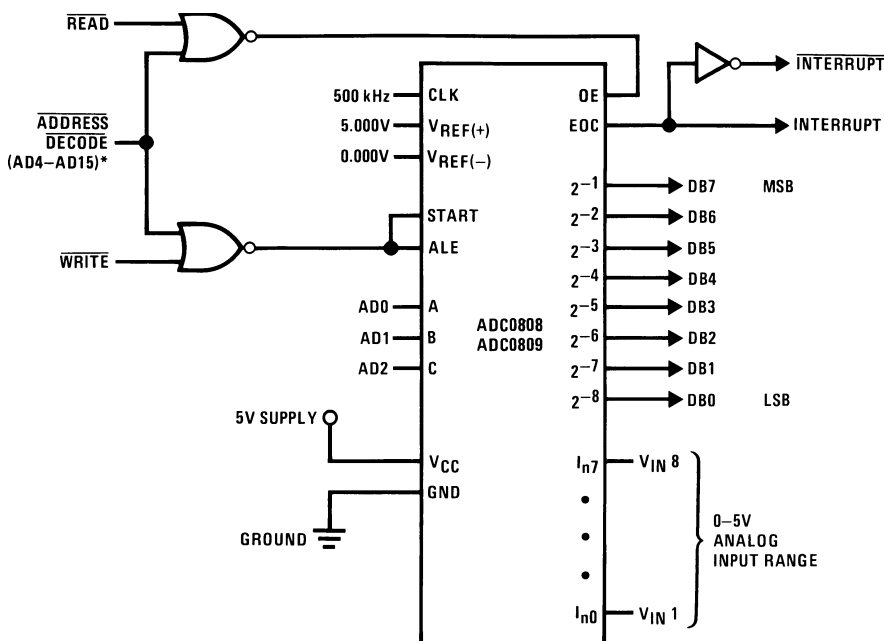 READ
ADDRESS
DECODE
(AD4–AD15)*
WRITE
500 kHz
5.000V
0.000V
CLK
VREF(+)
VREF(−)
START
ALE
AD0
AD1
AD2
A
B
C
5V SUPPLY
VCC
GND
GROUND
ADC0808
ADC0809
OE
EOC
INTERRUPT
INTERRUPT
2−1 DB7 MSB
2−2 DB6
2−3 DB5
2−4 DB4
2−5 DB3
2−6 DB2
2−7 DB1
2−8 DB0 LSB
In7 VIN 8
0–5V
ANALOG
INPUT RANGE
In0 VIN 1